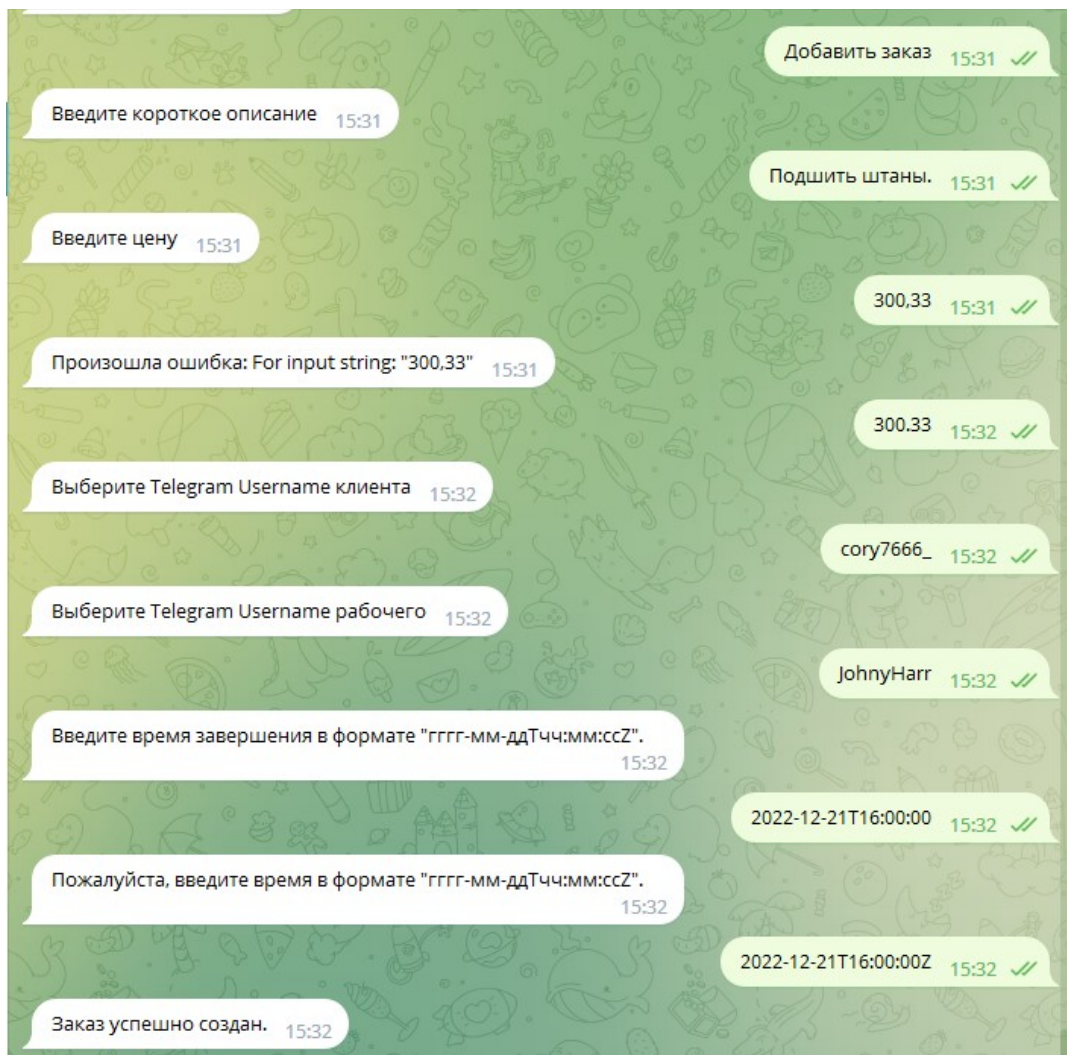 Добавить заказ 15:31
Введите короткое описание 15:31
Подшить штаны. 15:31
Введите цену 15:31
300,33 15:31
Произошла ошибка: For input string: "300,33" 15:31
300.33 15:32
Выберите Telegram Username клиента 15:32
cory7666_ 15:32
Выберите Telegram Username рабочего 15:32
JohnyHarr 15:32
Введите время завершения в формате "гггг-мм-ддТчч:мм:ссZ".
15:32
2022-12-21T16:00:00 15:32
Пожалуйста, введите время в формате "гггг-мм-ддТчч:мм:ссZ".
15:32
2022-12-21T16:00:00Z 15:32
Заказ успешно создан. 15:32